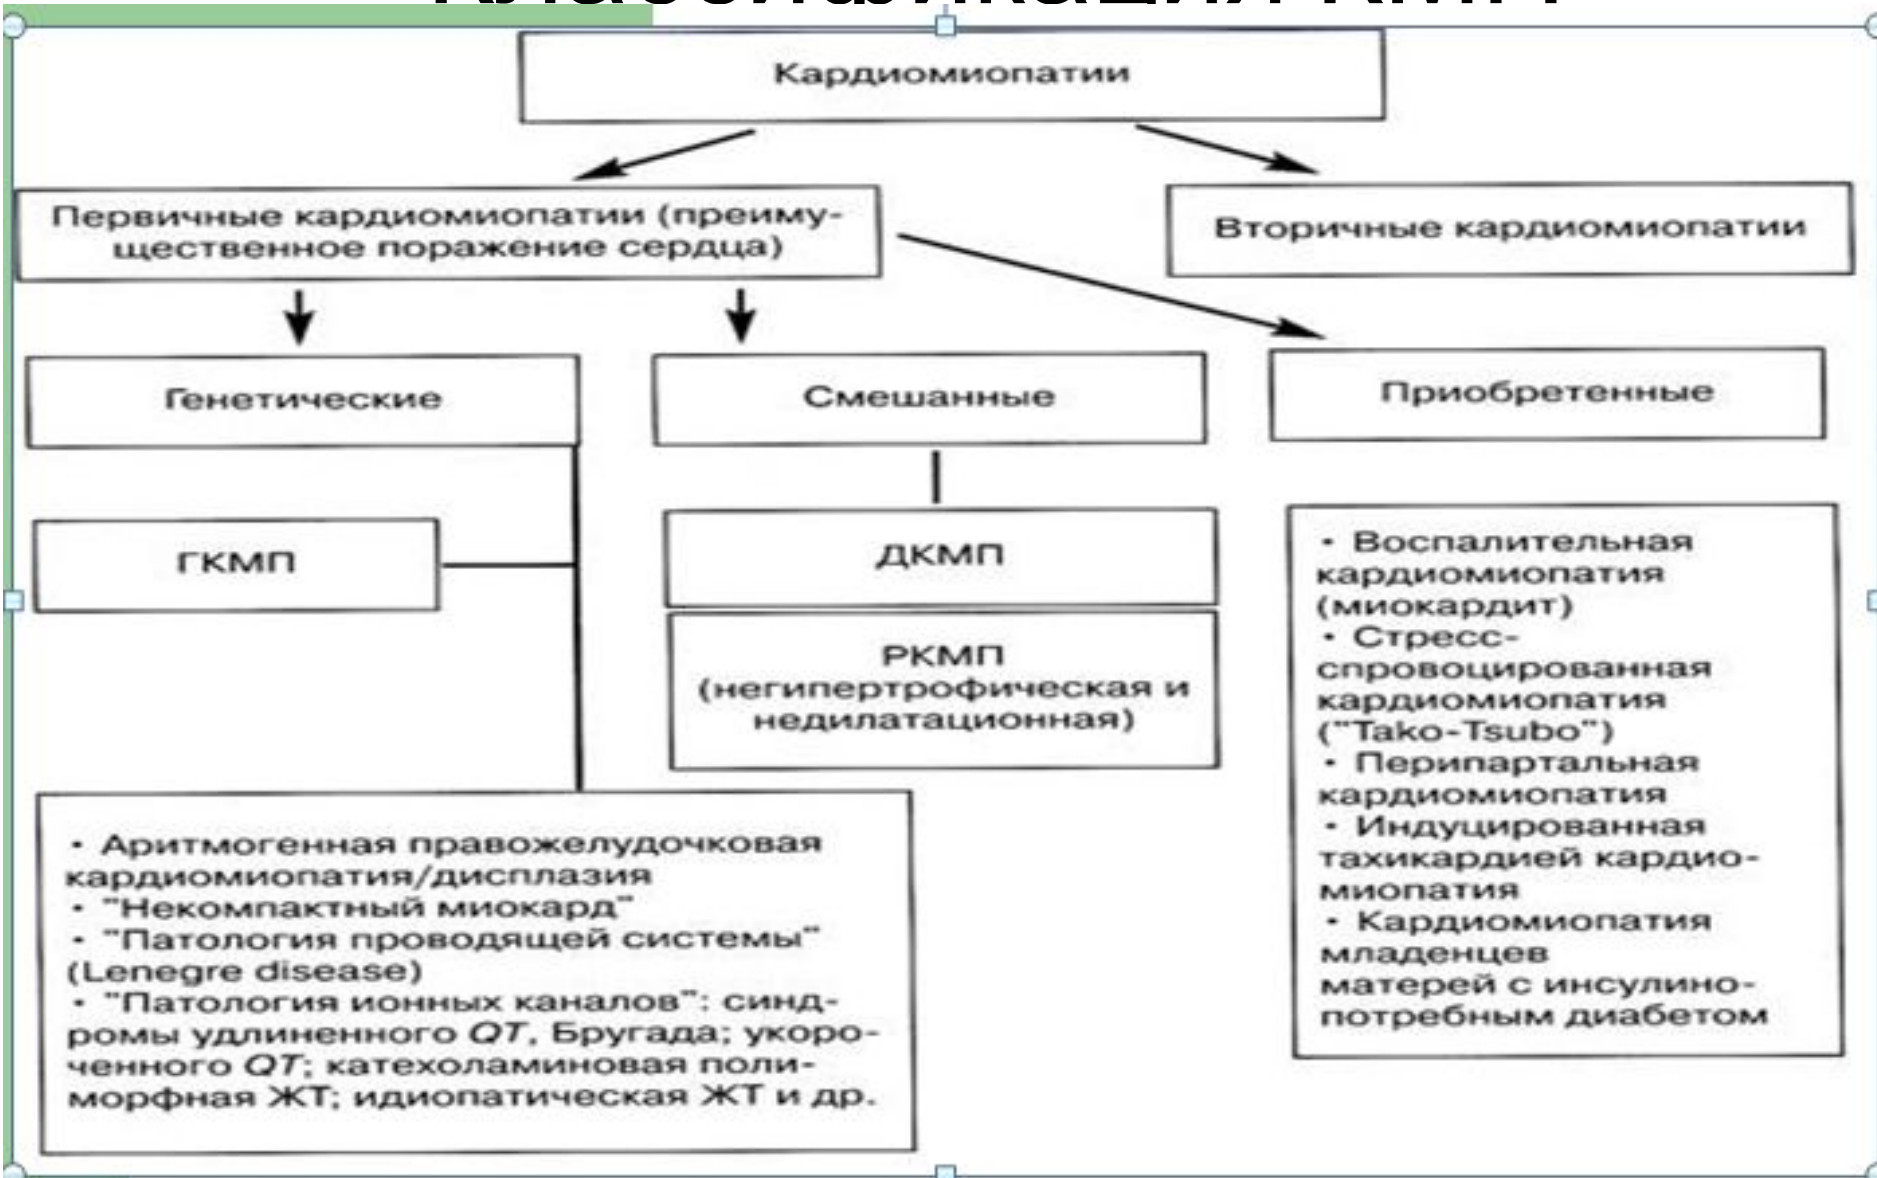 Кардиомиопатии
Первичные кардиомиопатии (преиму-
щественное поражение сердца)
Вторичные кардиомиопатии
Генетические
Смешанные
Приобретенные
ГКМП
ДКМП
РКМП
(негипертрофическая и
недилатационная)
• Аритмогенная правожелудочковая
кардиомиопатия/дисплазия
• "Некомпактный миокард"
• "Патология проводящей системы"
(Lenegre disease)
• "Патология ионных каналов": синд-
ромы удлиненного QT, Бругада; укоро-
ченного QT; катехоламиновая поли-
морфная ЖТ; идиопатическая ЖТ и др.
• Воспалительная
кардиомиопатия
(миокардит)
• Стресс-
спровоцированная
кардиомиопатия
("Tako-Tsubo")
• Перипартальная
кардиомиопатия
• Индуцированная
тахикардией кардио-
миопатия
• Кардиомиопатия
младенцев
матерей с инсулино-
потребным диабетом